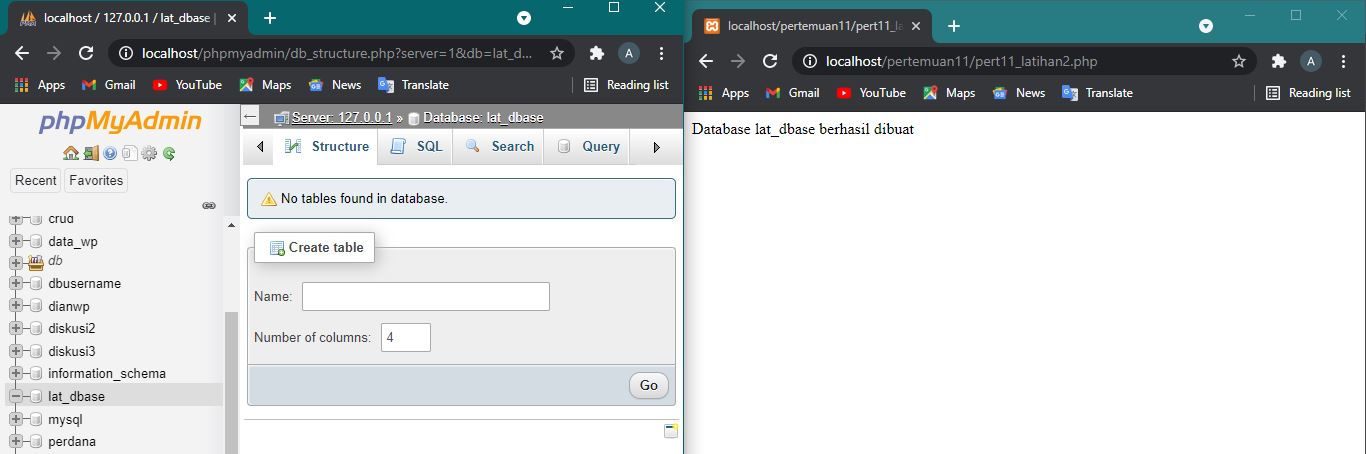 localhost / 127.0.0.1 / lat_dbase |
localhost/phpmyadmin/db_structure.php?server=1&db=lat_d...
A
Apps
Gmail
YouTube
Maps
News
Translate
Reading list
phpMyAdmin
Recent
Favorites
crud
data_wp
db
dbusername
dianwp
diskusi2
diskusi3
information_schema
lat_dbase
mysql
perdana
Server: 127.0.0.1 » Database: lat_dbase
Structure
SQL
Search
Query
No tables found in database.
Create table
Name:
Number of columns: 4
Go
localhost/pertemuan11/pert11_la
localhost/pertemuan11/pert11_latihan2.php
A
Apps
Gmail
YouTube
Maps
News
Translate
Reading list
Database lat_dbase berhasil dibuat